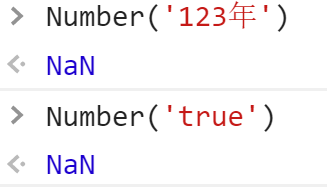 > Number('123年')
<· NaN
> Number('true')
<· NaN